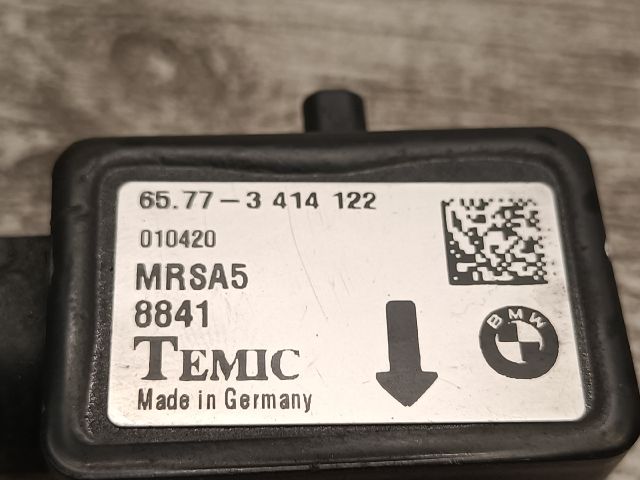 65.77-3 414 122
010420
MRSA5
8841
TEMIC
Made in Germany
BMW